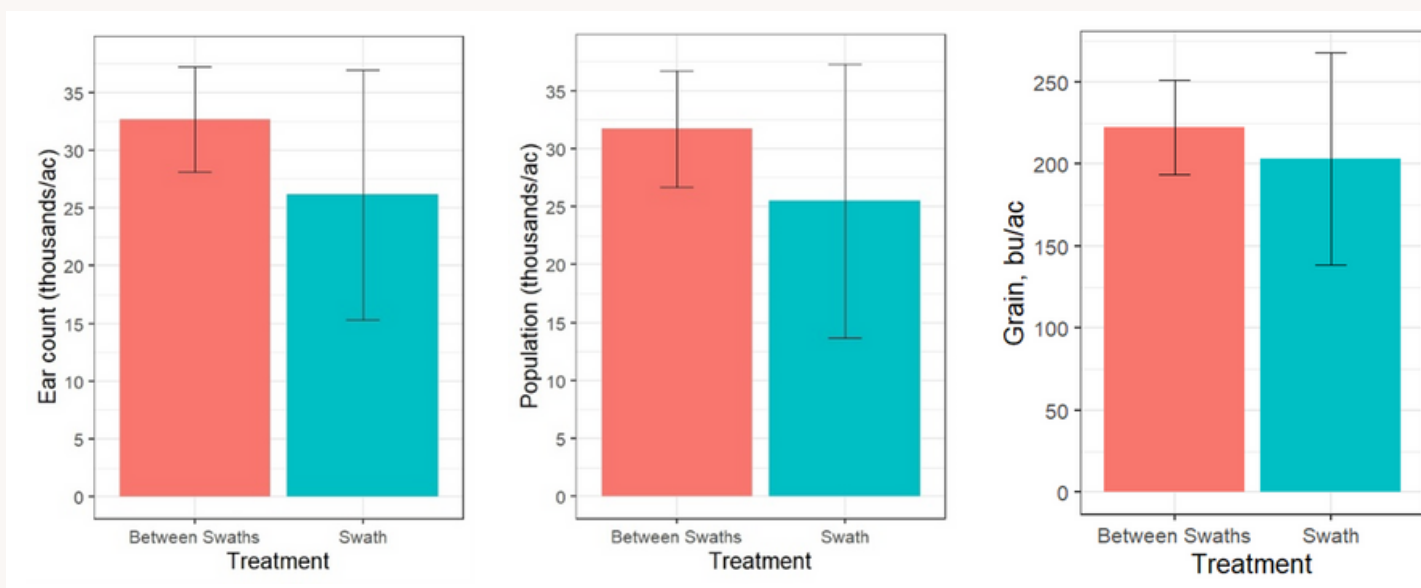 Ear count (thousands/ac)
35
30
25
20
15
10
5
0
Between Swaths Swath
Treatment
Population (thousands/ac)
35
30
25
20
15
10
5
0
Between Swaths Swath
Treatment
Grain, bu/ac
250
200
150
100
50
0
Between Swaths Swath
Treatment